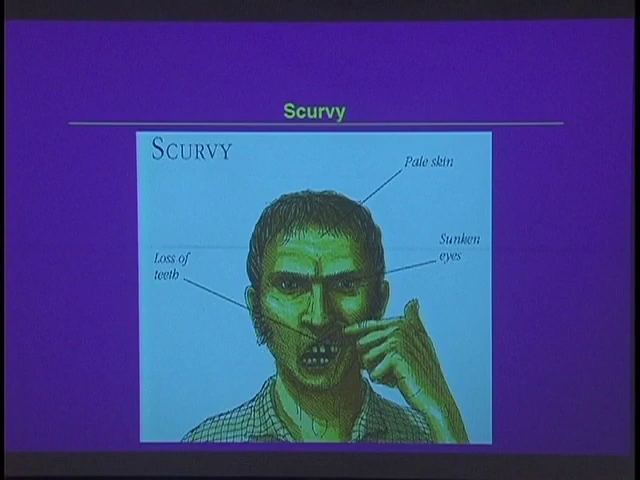 Scurvy
SCURVY
Pale skin
Sunken
eyes
Loss of
teeth